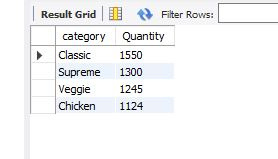 Result Grid Filter Rows:
category Quantity
Classic 1550
Supreme 1300
Veggie 1245
Chicken 1124